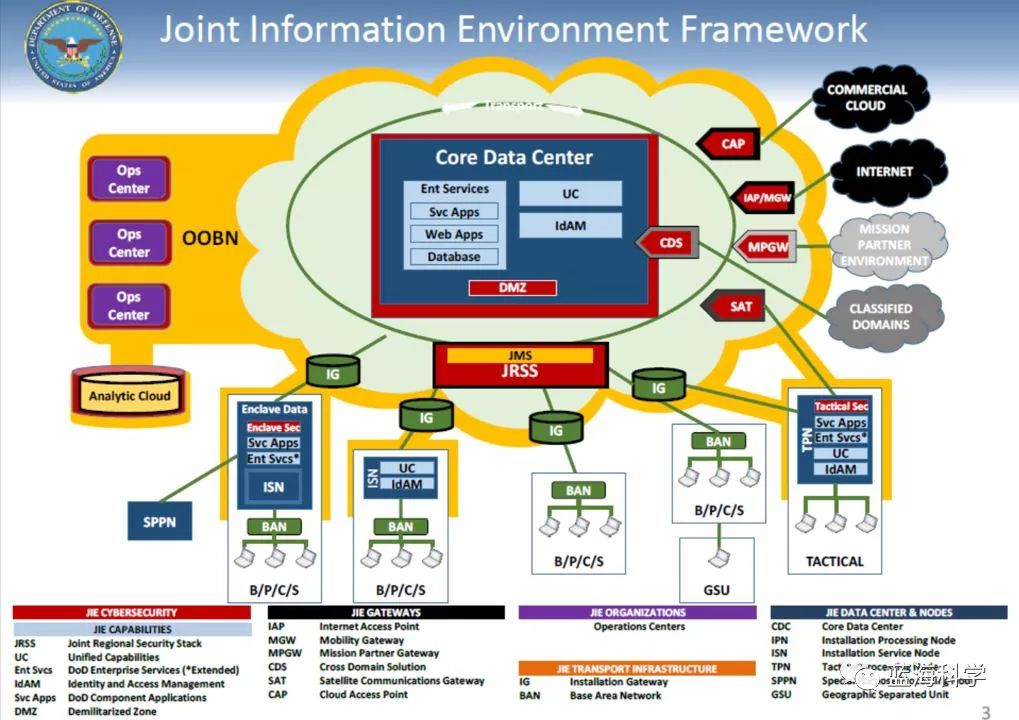 DEPARTMENT OF DEFENSE
UNITED STATES OF AMERICA
Joint Information Environment Framework
Transport
COMMERCIAL
CLOUD
CAP
INTERNET
IAP/MGW
MISSION
PARTNER
ENVIRONMENT
MPGW
CLASSIFIED
DOMAINS
CDS
SAT
Core Data Center
Ent Services
Svc Apps
Web Apps
Database
UC
IdAM
DMZ
Ops
Center
Ops
Center
Ops
Center
OOBN
Analytic Cloud
JMS
JRSS
IG
IG
IG
IG
SPPN
Enclave Data
Enclave Sec
Svc Apps
Ent Svcs*
ISN
BAN
B/P/C/S
ISN
UC
IdAM
BAN
B/P/C/S
BAN
B/P/C/S
BAN
B/P/C/S
GSU
TPN
Tactical Sec
Svc Apps
Ent Svcs*
UC
IdAM
TACTICAL
JIE CYBERSECURITY
JIE CAPABILITIES
JRSS Joint Regional Security Stack
UC Unified Capabilities
Ent Svcs DoD Enterprise Services (*Extended)
IdAM Identity and Access Management
Svc Apps DoD Component Applications
DMZ Demilitarized Zone
JIE GATEWAYS
IAP Internet Access Point
MGW Mobility Gateway
MPGW Mission Partner Gateway
CDS Cross Domain Solution
SAT Satellite Communications Gateway
CAP Cloud Access Point
JIE ORGANIZATIONS
Operations Centers
JIE TRANSPORT INFRASTRUCTURE
IG Installation Gateway
BAN Base Area Network
JIE DATA CENTER & NODES
CDC Core Data Center
IPN Installation Processing Node
ISN Installation Service Node
TPN
SPPN
GSU Geographic Separated Unit
蓝海科学
3